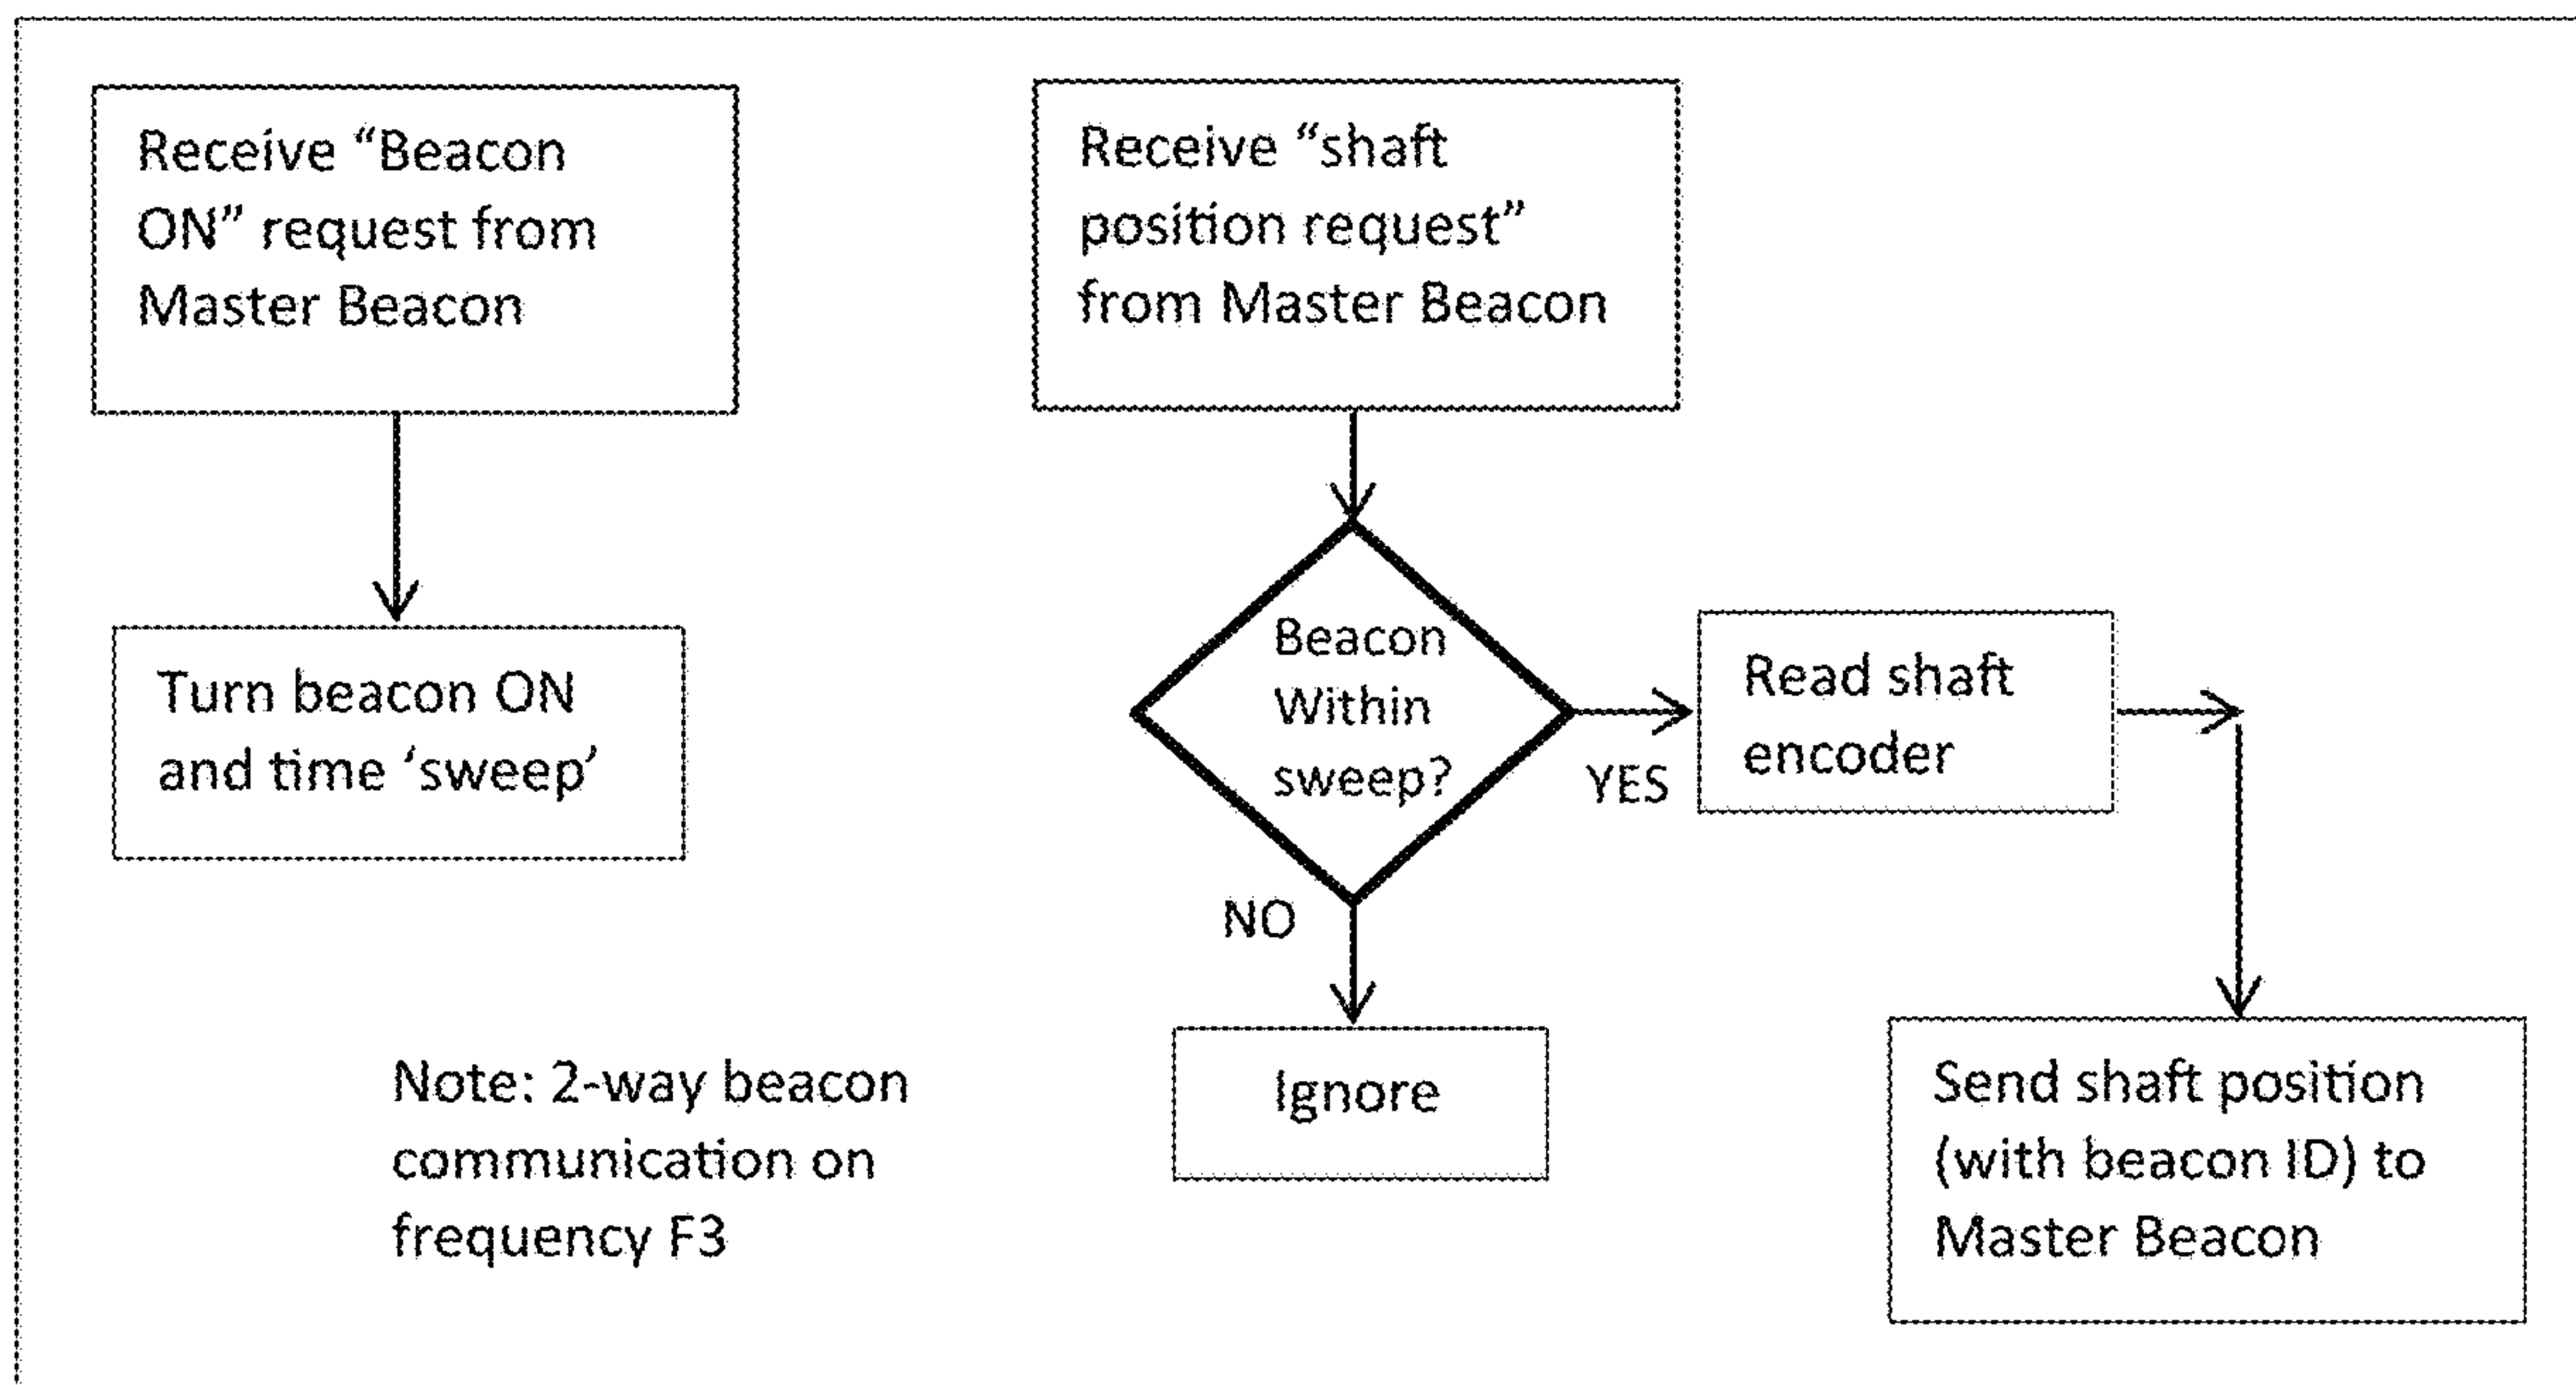 Receive “Beacon
ON” request from
Master Beacon
Turn beacon ON
and time ‘sweep’
Receive “shaft
position request”
from Master Beacon
Beacon
Within
sweep?
YES
Read shaft
encoder
NO
Ignore
Send shaft position
(with beacon ID) to
Master Beacon
Note: 2-way beacon
communication on
frequency F3